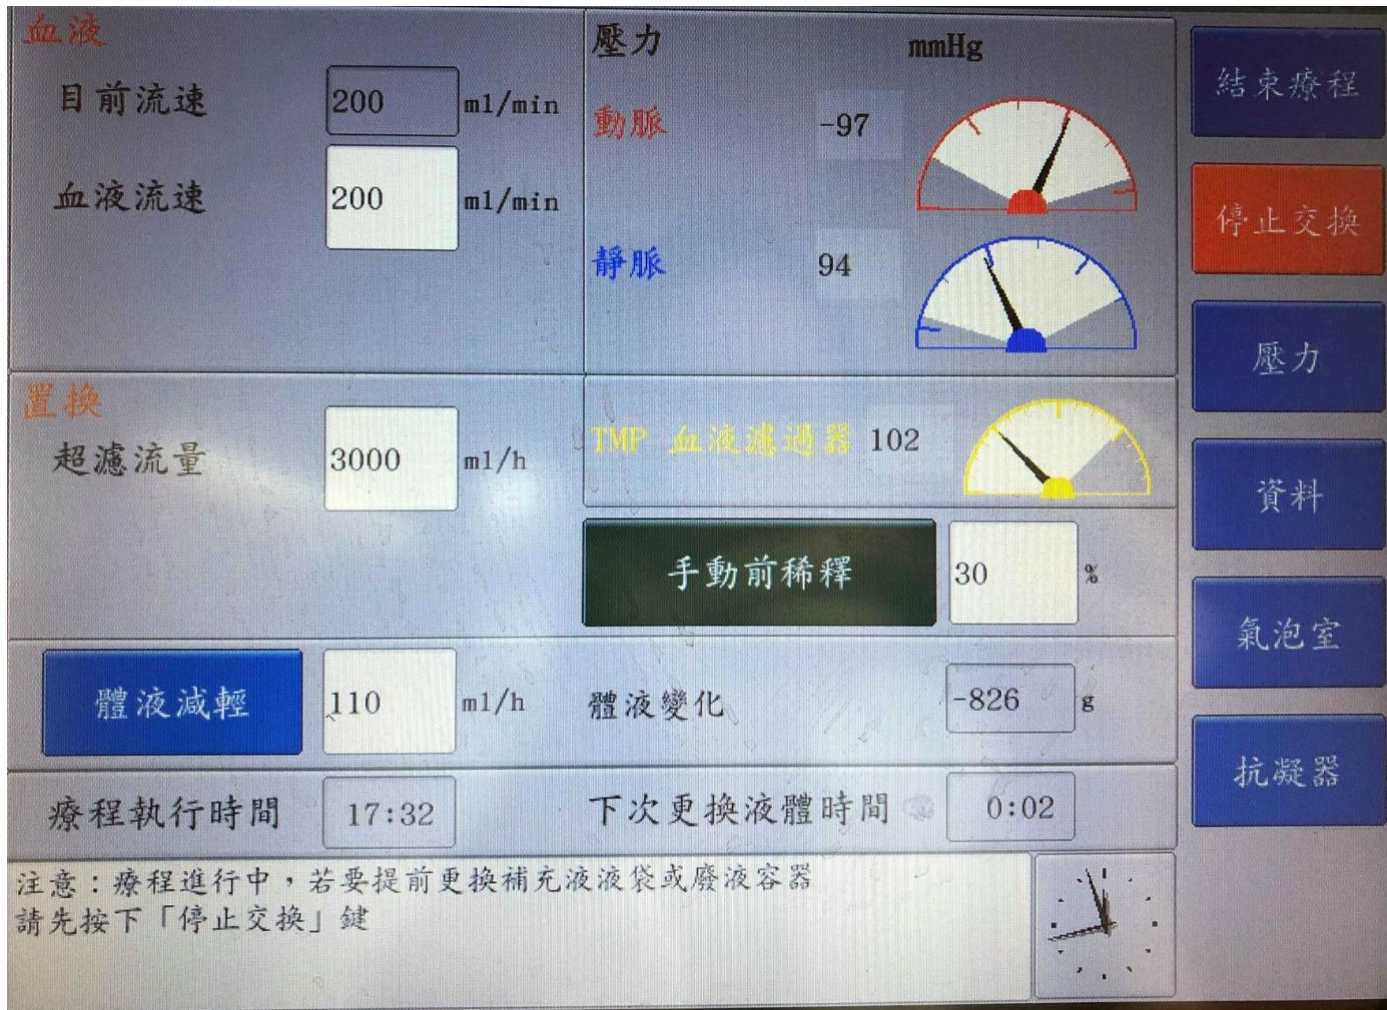 血液
目前流速 200 ml/min
血液流速 200 ml/min
壓力 mmHg
動脈 -97
靜脈 94
置換
超濾流量 3000 ml/h
TMP 血液濾過器 102
手動前稀釋 30 %
體液減輕 110 ml/h
體液變化 -826 g
療程執行時間 17:32
下次更換液體時間 0:02
注意：療程進行中，若要提前更換補充液液袋或廢液容器
請先按下「停止交換」鍵
結束療程
停止交換
壓力
資料
氣泡室
抗凝器